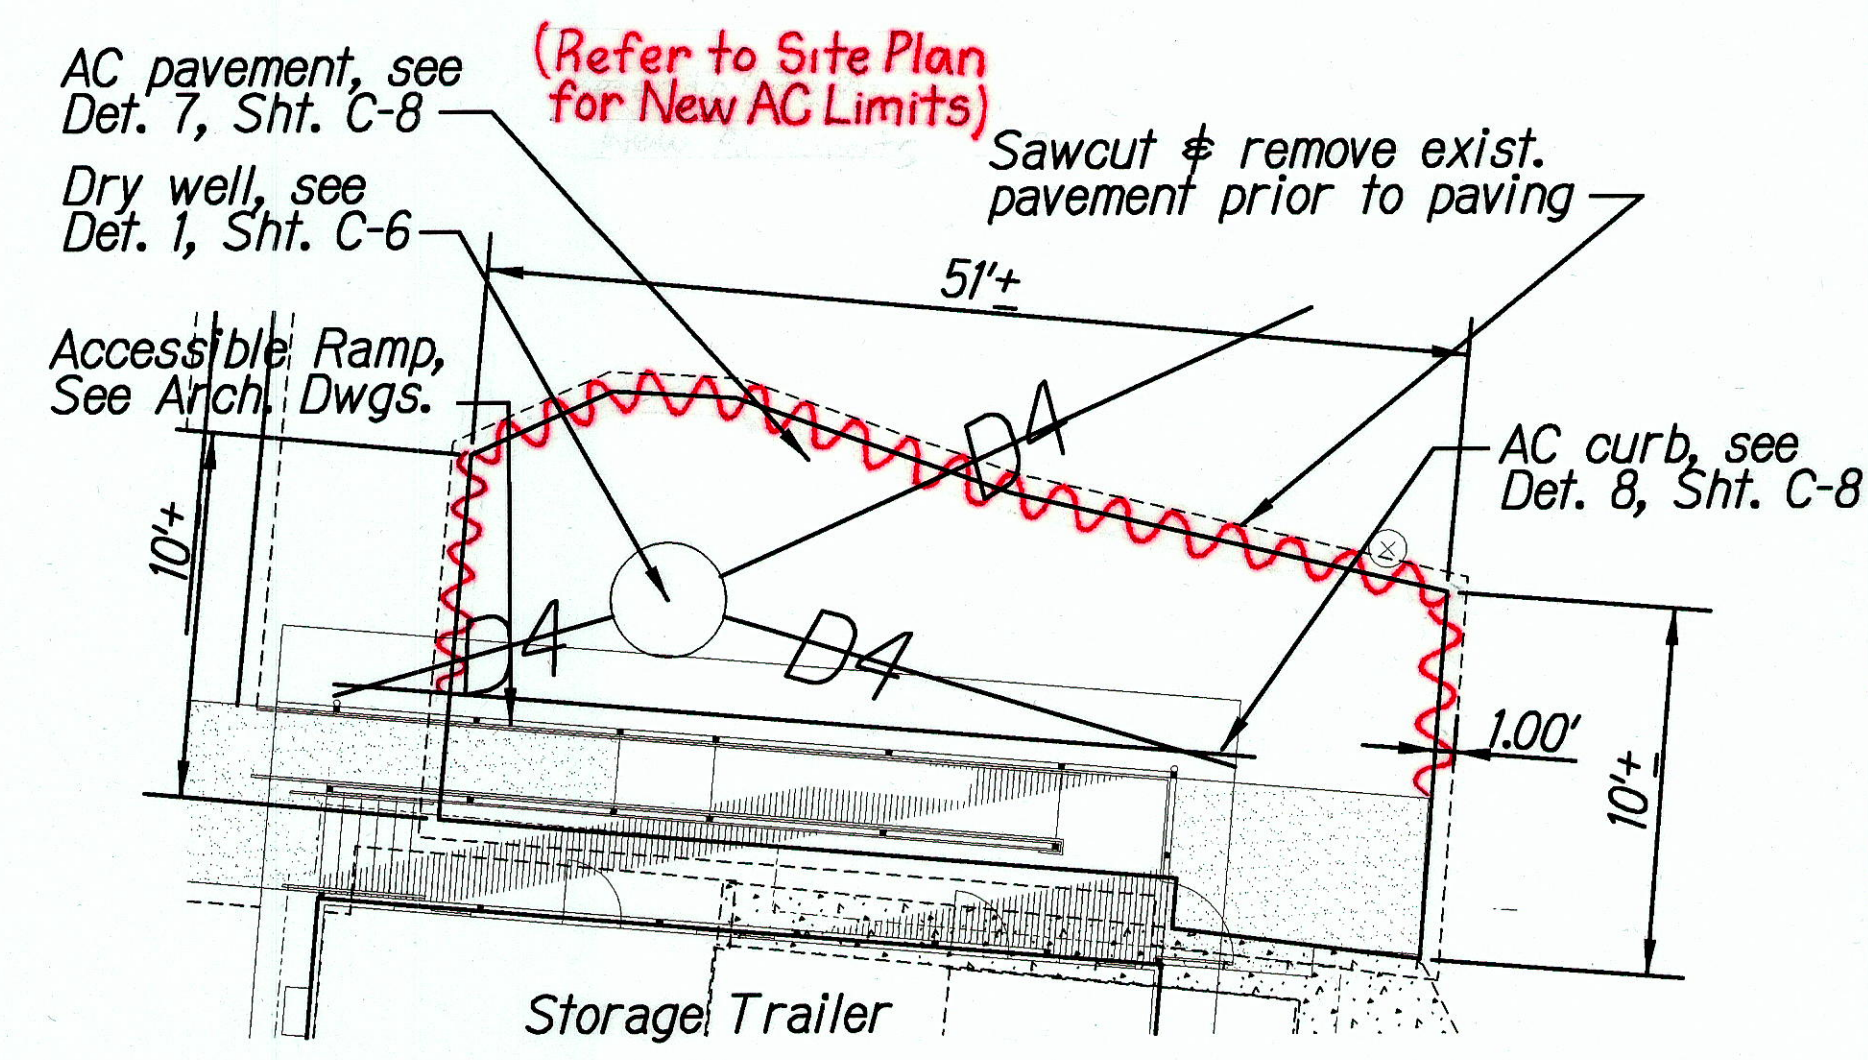 AC pavement, see
Det. 7, Sht. C-8
(Refer to Site Plan
for New AC Limits)
Sawcut & remove exist.
pavement prior to paving
Dry well, see
Det. 1, Sht. C-6
51'±
Accessible Ramp,
See Arch. Dwgs.
D4
AC curb, see
Det. 8, Sht. C-8
10'±
D4
D4
1.00'
10'±
Storage Trailer